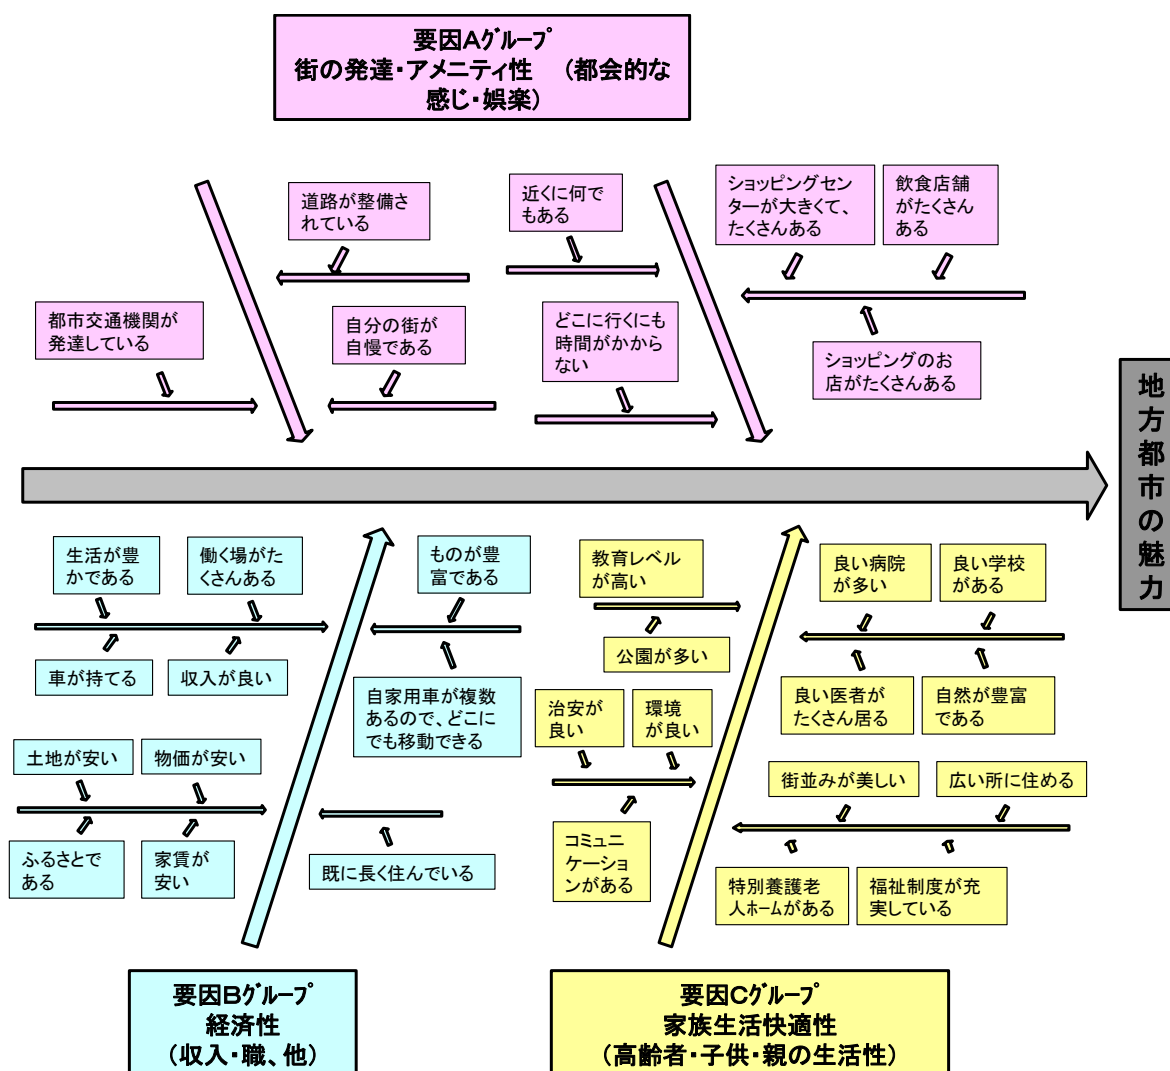 要因Aグループ
街の発達・アメニティ性　（都会的な
感じ・娯楽）
道路が整備さ
れている
近くに何で
もある
ショッピングセン
ターが大きくて、
たくさんある
飲食店舗
がたくさん
ある
都市交通機関が
発達している
自分の街が
自慢である
どこに行くにも
時間がかから
ない
ショッピングのお
店がたくさんある
地方都市の魅力
生活が豊
かである
働く場がた
くさんある
ものが豊
富である
教育レベル
が高い
良い病院
が多い
良い学校
がある
車が持てる
収入が良い
自家用車が複数
あるので、どこに
でも移動できる
公園が多い
良い医者が
たくさん居る
自然が豊富
である
治安が
良い
環境
が良い
土地が安い
物価が安い
街並みが美しい
広い所に住める
ふるさとで
ある
家賃が
安い
既に長く住んでいる
コミュニ
ケーショ
ンがある
特別養護老
人ホームがある
福祉制度が充
実している
要因Bグループ
経済性
（収入・職、他）
要因Cグループ
家族生活快適性
（高齢者・子供・親の生活性）